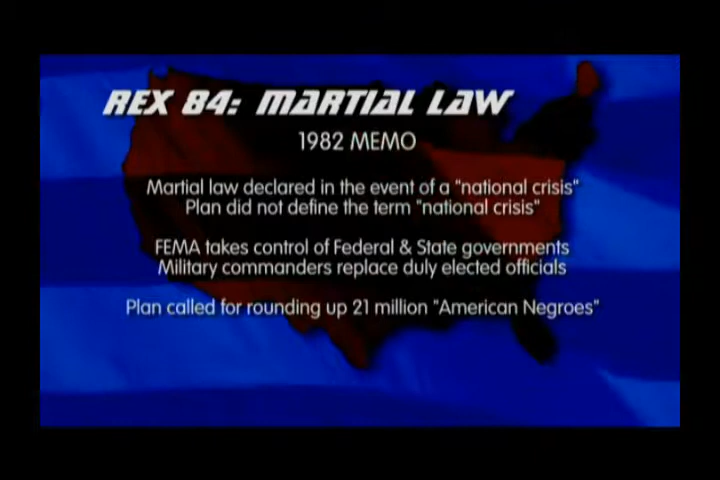 REX 84: MARTIAL LAW
1982 MEMO
Martial law declared in the event of a "national crisis"
Plan did not define the term "national crisis"
FEMA takes control of Federal & State governments
Military commanders replace duly elected officials
Plan called for rounding up 21 million "American Negroes"